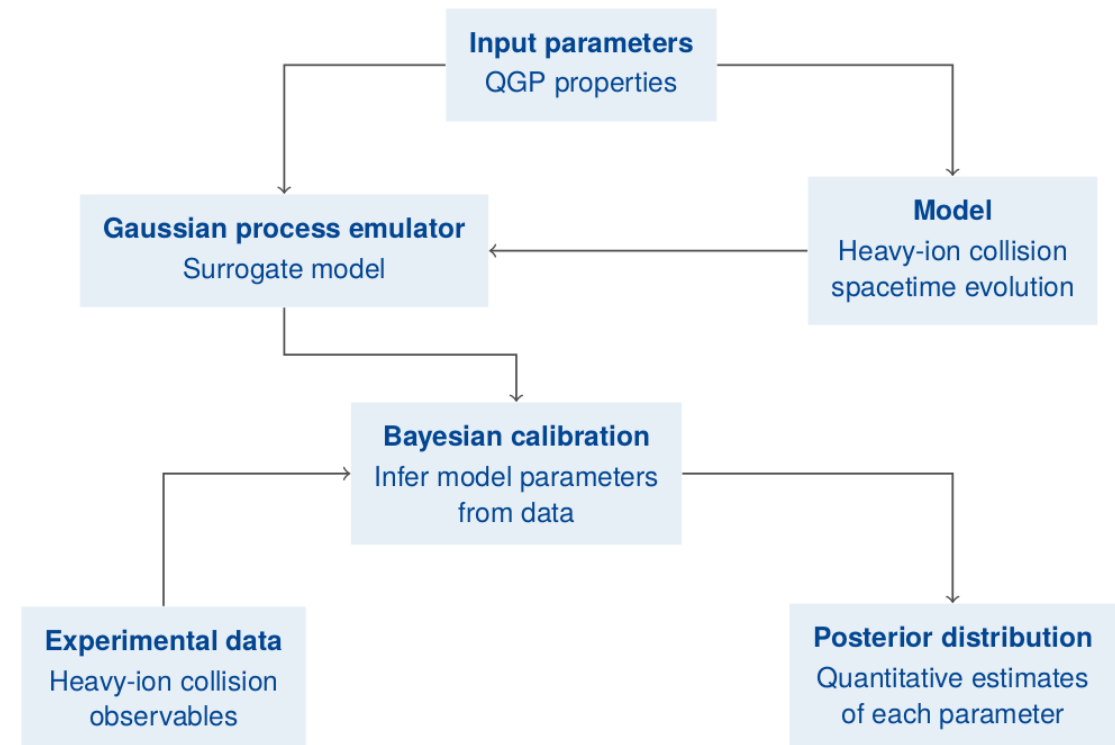 Input parameters
QGP properties
Gaussian process emulator
Surrogate model
Model
Heavy-ion collision
spacetime evolution
Bayesian calibration
Infer model parameters
from data
Experimental data
Heavy-ion collision
observables
Posterior distribution
Quantitative estimates
of each parameter